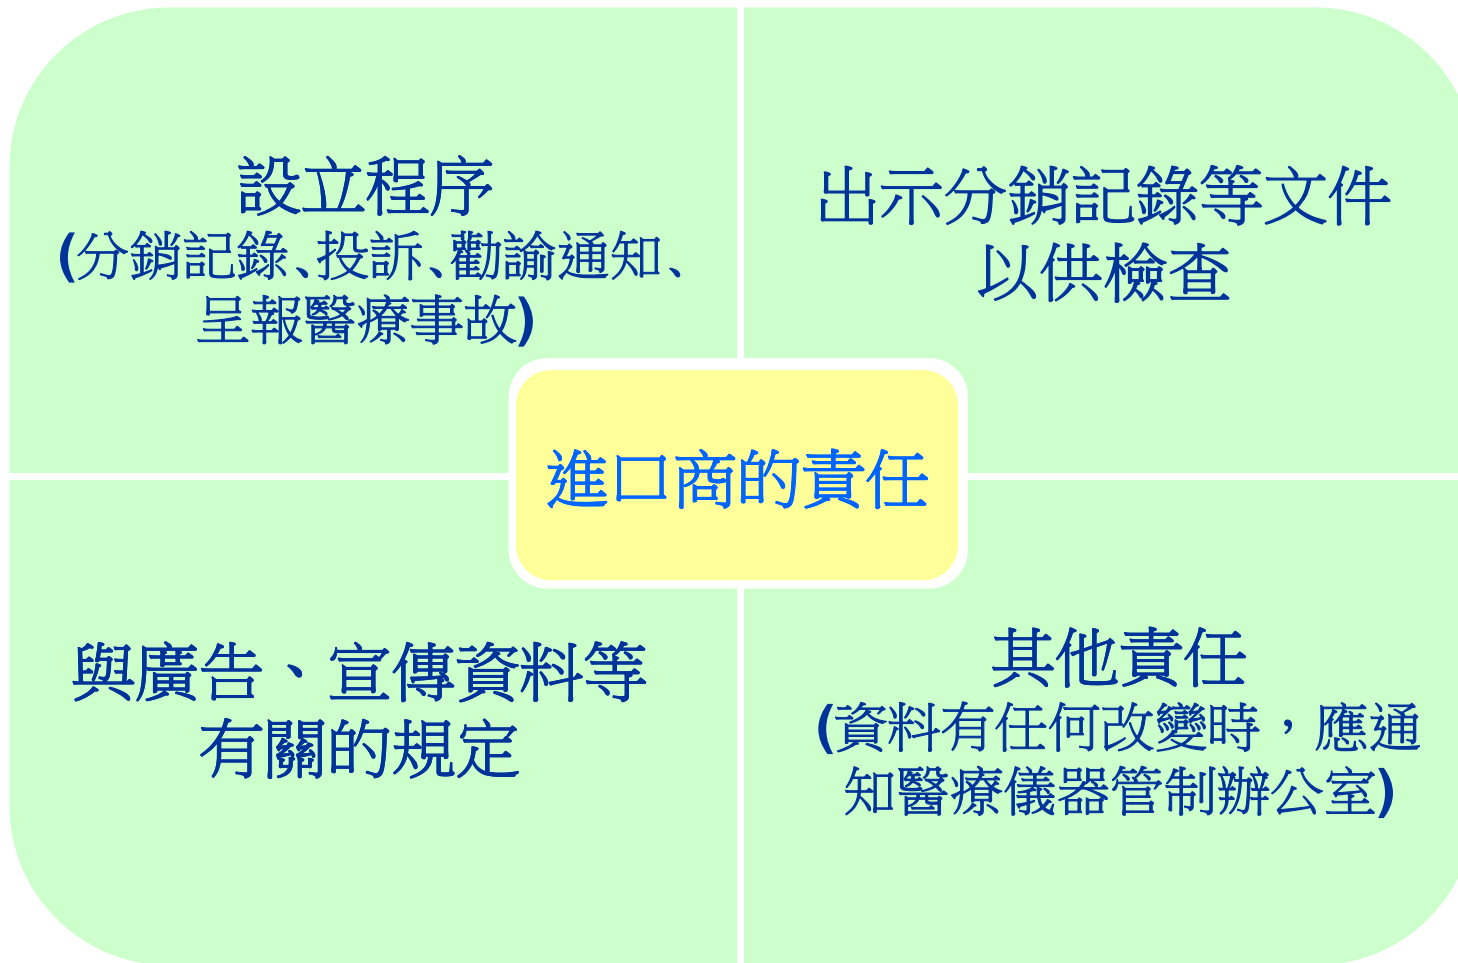 設立程序
(分銷記錄、投訴、勸諭通知、
呈報醫療事故)
出示分銷記錄等文件
以供檢查
進口商的責任
與廣告、宣傳資料等
有關的規定
其他責任
(資料有任何改變時，應通
知醫療儀器管制辦公室)